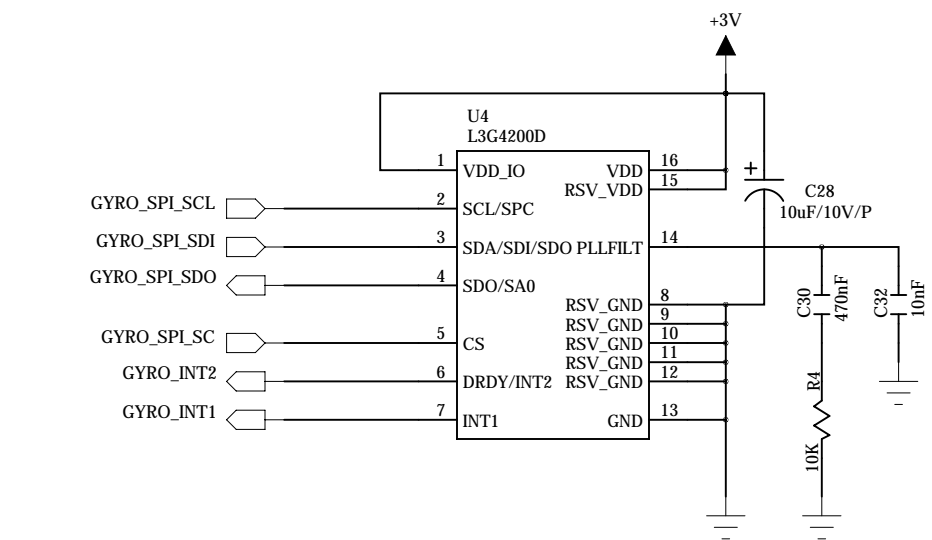 +3V
U4
L3G4200D
1 VDD_IO VDD 16
RSV_VDD 15
C28
10uF/10V/P
GYRO_SPI_SCL 2 SCL/SPC
GYRO_SPI_SDI 3 SDA/SDI/SDO PLLFILT 14
GYRO_SPI_SDO 4 SDO/SA0
RSV_GND 8
RSV_GND 9
GYRO_SPI_SC 5 CS RSV_GND 10
RSV_GND 11
GYRO_INT2 6 DRDY/INT2 RSV_GND 12
GYRO_INT1 7 INT1 GND 13
C30
470nF
C32
10nF
R4
10K
+